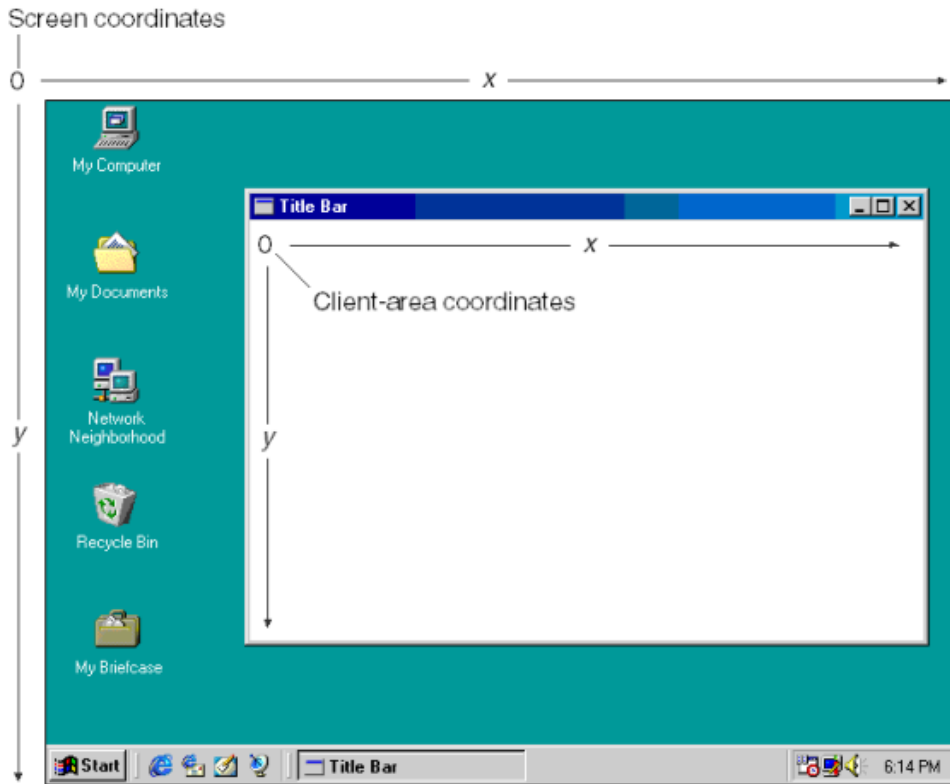 Screen coordinates
0 x
My Computer
Title Bar
0 x
My Documents
Client-area coordinates
Network
Neighborhood
y
y
Recycle Bin
My Briefcase
Start Title Bar 6:14 PM